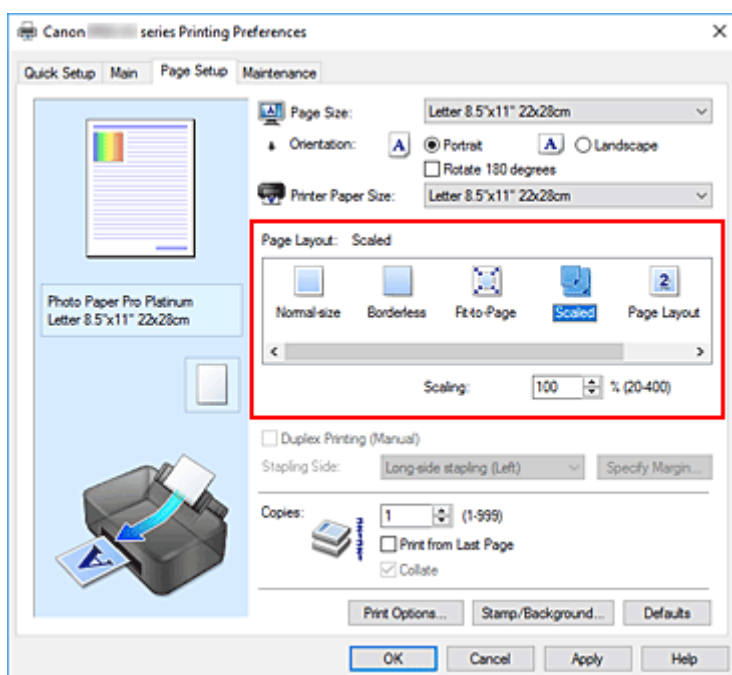 Canon series Printing Preferences
Quick Setup Main Page Setup Maintenance
Page Size: Letter 8.5"x11" 22x28cm
Orientation: A Portrait A Landscape
Rotate 180 degrees
Printer Paper Size: Letter 8.5"x11" 22x28cm
Page Layout: Scaled
2
Normal-size Borderless Fit-to-Page Scaled Page Layout
Photo Paper Pro Platinum
Letter 8.5"x11" 22x28cm
Scaling: 100 % (20-400)
Duplex Printing (Manual)
Stapling Side: Long-side stapling (Left) Specify Margin...
Copies: 1 (1-999)
Print from Last Page
Collate
A
Print Options... Stamp/Background... Defaults
OK Cancel Apply Help